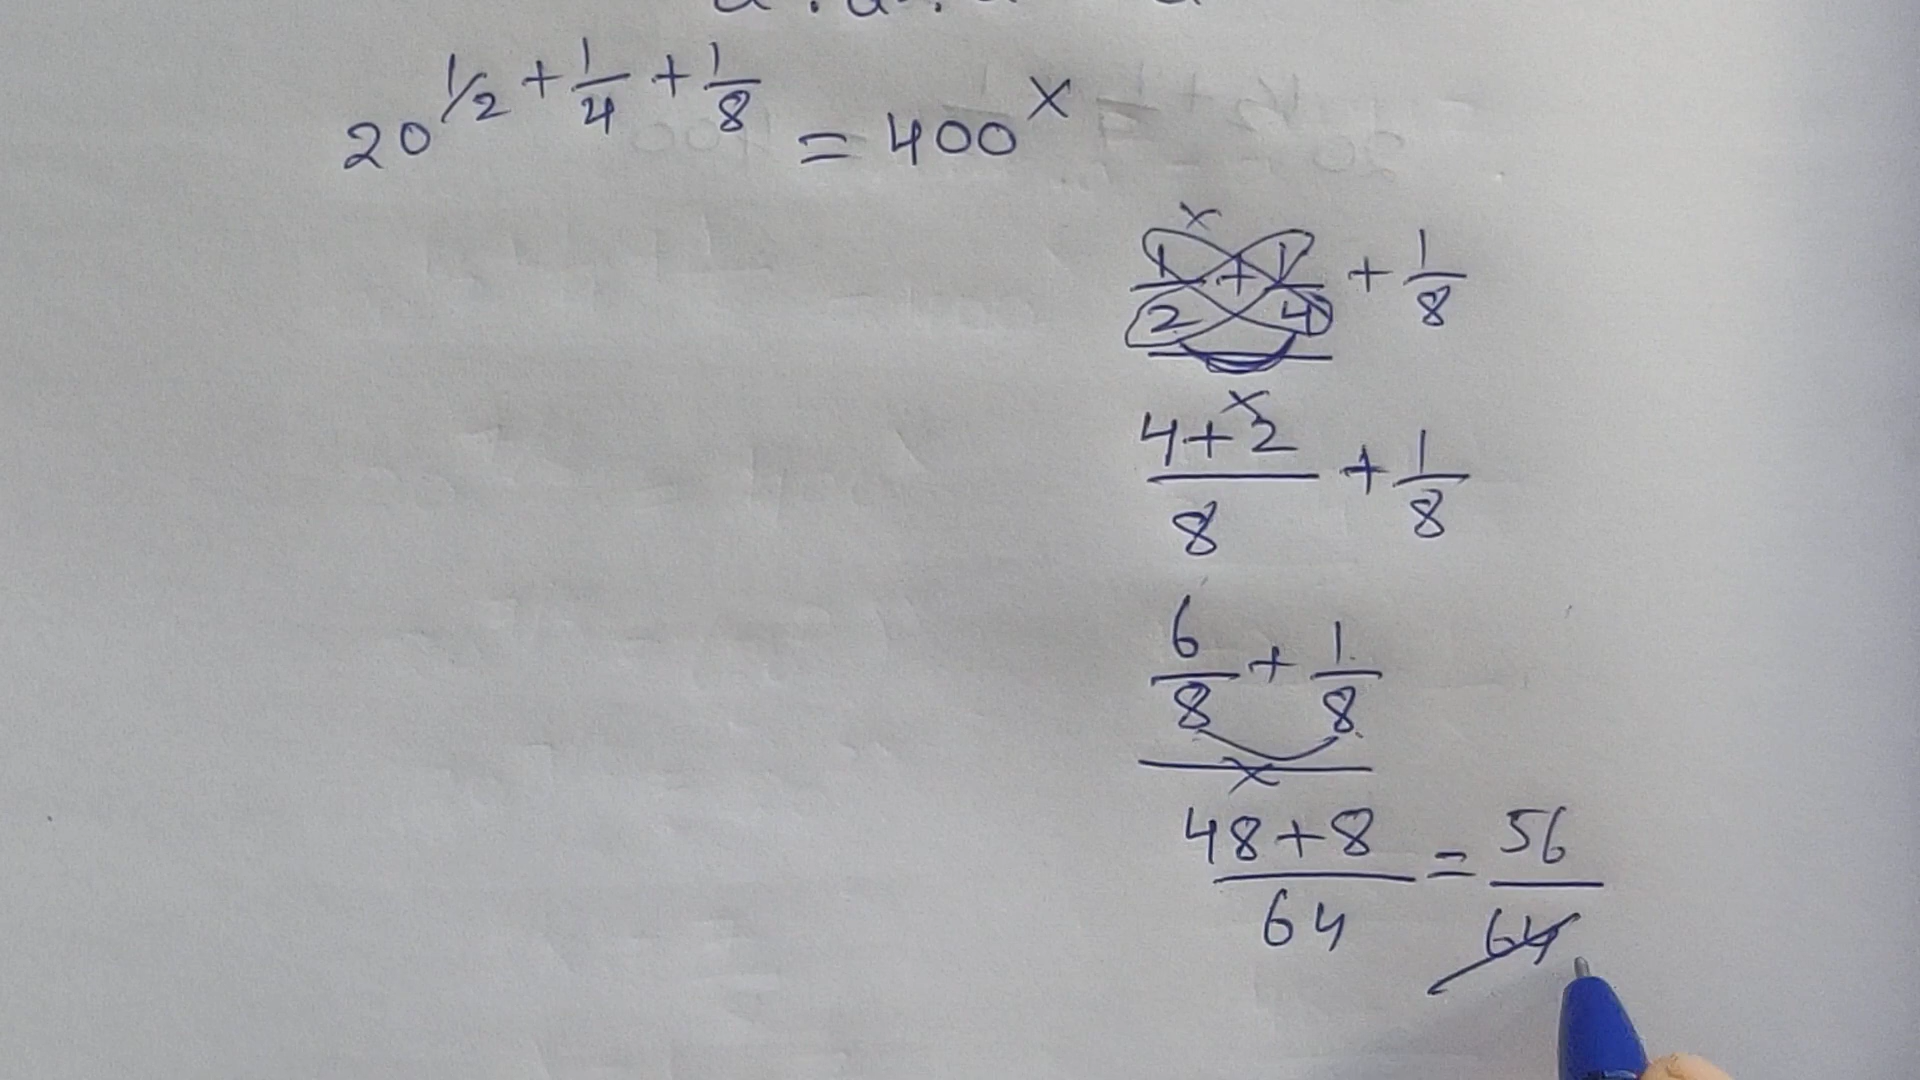 20^{1/2 + 1/4 + 1/8} = 400^x
x
1/2 + 1/4 + 1/8
x
4+2/8 + 1/8
6/8 + 1/8
x
48+8/64 = 56/64